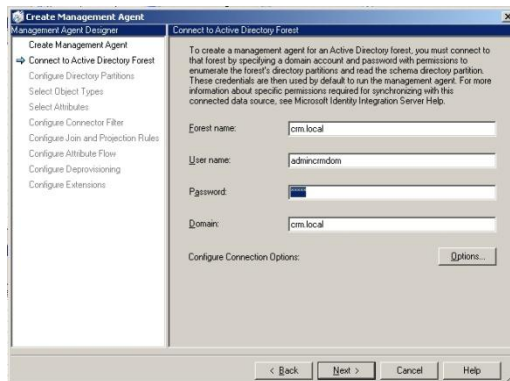 Create Management Agent
Management Agent Designer
Create Management Agent
Connect to Active Directory Forest
Configure Directory Partitions
Select Object Types
Select Attributes
Configure Connector Filter
Configure Join and Projection Rules
Configure Attribute Flow
Configure Deprovisioning
Configure Extensions
Connect to Active Directory Forest
To create a management agent for an Active Directory forest, you must connect to
that forest by specifying a domain account and password with permissions to
enumerate the forest's directory partitions and read the schema directory partition.
These credentials are then used by default to run the management agent. For more
information about specific permissions required for synchronizing with this
connected data source, see Microsoft Identity Integration Server Help.
Forest name:
crm.local
User name:
admincrmdom
Password:
Domain:
crm.local
Configure Connection Options:
Options...
< Back
Next >
Cancel
Help